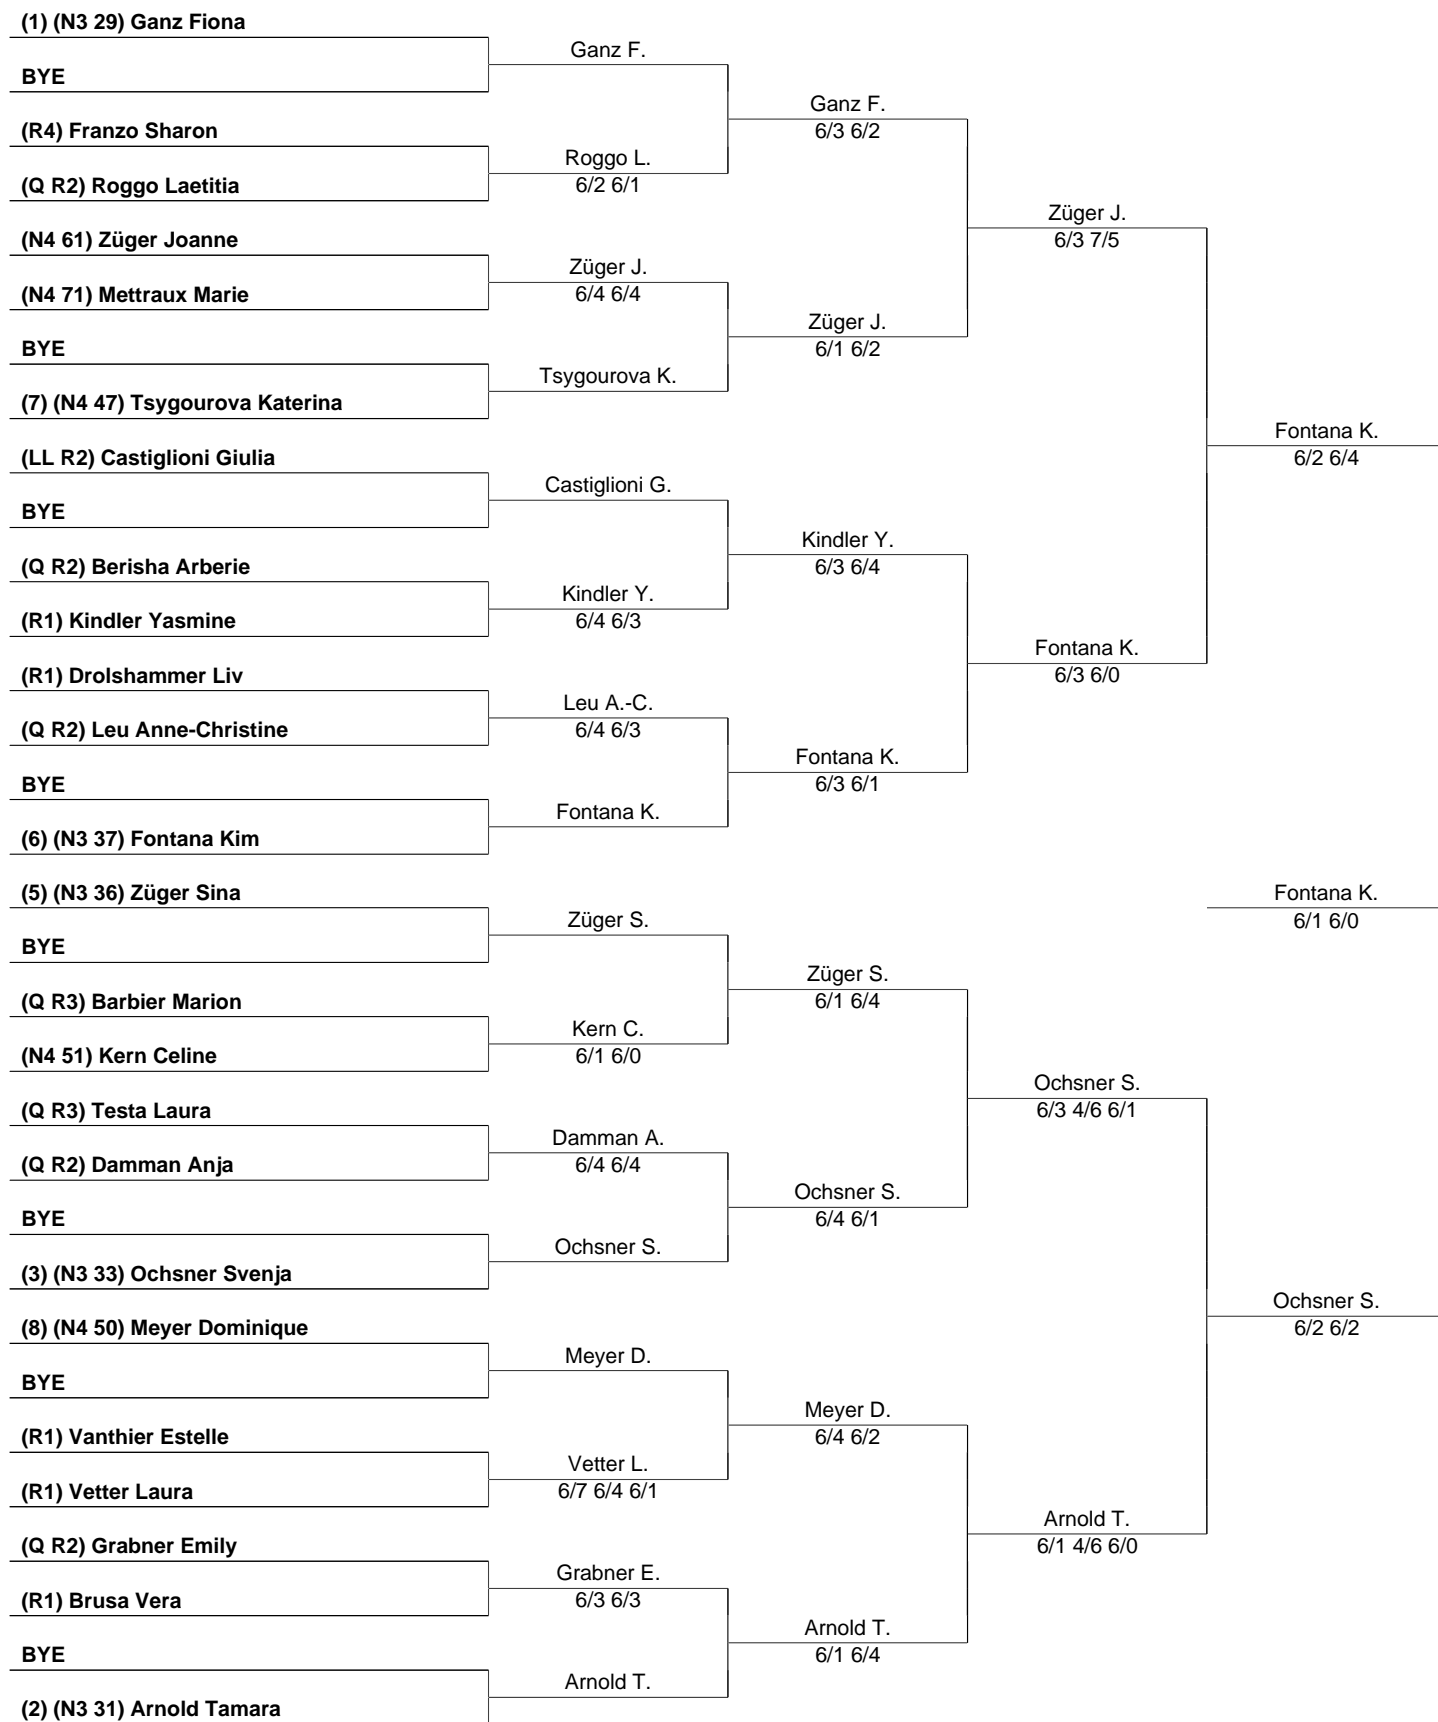 (1) (N3 29) Ganz Fiona
BYE
(R4) Franzo Sharon
(Q R2) Roggo Laetitia
(N4 61) Züger Joanne
(N4 71) Mettraux Marie
BYE
(7) (N4 47) Tsygourova Katerina
(LL R2) Castiglioni Giulia
BYE
(Q R2) Berisha Arberie
(R1) Kindler Yasmine
(R1) Drolshammer Liv
(Q R2) Leu Anne-Christine
BYE
(6) (N3 37) Fontana Kim
(5) (N3 36) Züger Sina
BYE
(Q R3) Barbier Marion
(N4 51) Kern Celine
(Q R3) Testa Laura
(Q R2) Damman Anja
BYE
(3) (N3 33) Ochsner Svenja
(8) (N4 50) Meyer Dominique
BYE
(R1) Vanthier Estelle
(R1) Vetter Laura
(Q R2) Grabner Emily
(R1) Brusa Vera
BYE
(2) (N3 31) Arnold Tamara
Ganz F.
Roggo L.
6/2 6/1
Züger J.
6/4 6/4
Tsygourova K.
Castiglioni G.
Kindler Y.
6/4 6/3
Leu A.-C.
6/4 6/3
Fontana K.
Züger S.
Kern C.
6/1 6/0
Damman A.
6/4 6/4
Ochsner S.
Meyer D.
Vetter L.
6/7 6/4 6/1
Grabner E.
6/3 6/3
Arnold T.
Ganz F.
6/3 6/2
Züger J.
6/1 6/2
Kindler Y.
6/3 6/4
Fontana K.
6/3 6/1
Züger S.
6/1 6/4
Ochsner S.
6/4 6/1
Meyer D.
6/4 6/2
Arnold T.
6/1 6/4
Züger J.
6/3 7/5
Fontana K.
6/3 6/0
Ochsner S.
6/3 4/6 6/1
Arnold T.
6/1 4/6 6/0
Fontana K.
6/2 6/4
Fontana K.
6/1 6/0
Ochsner S.
6/2 6/2